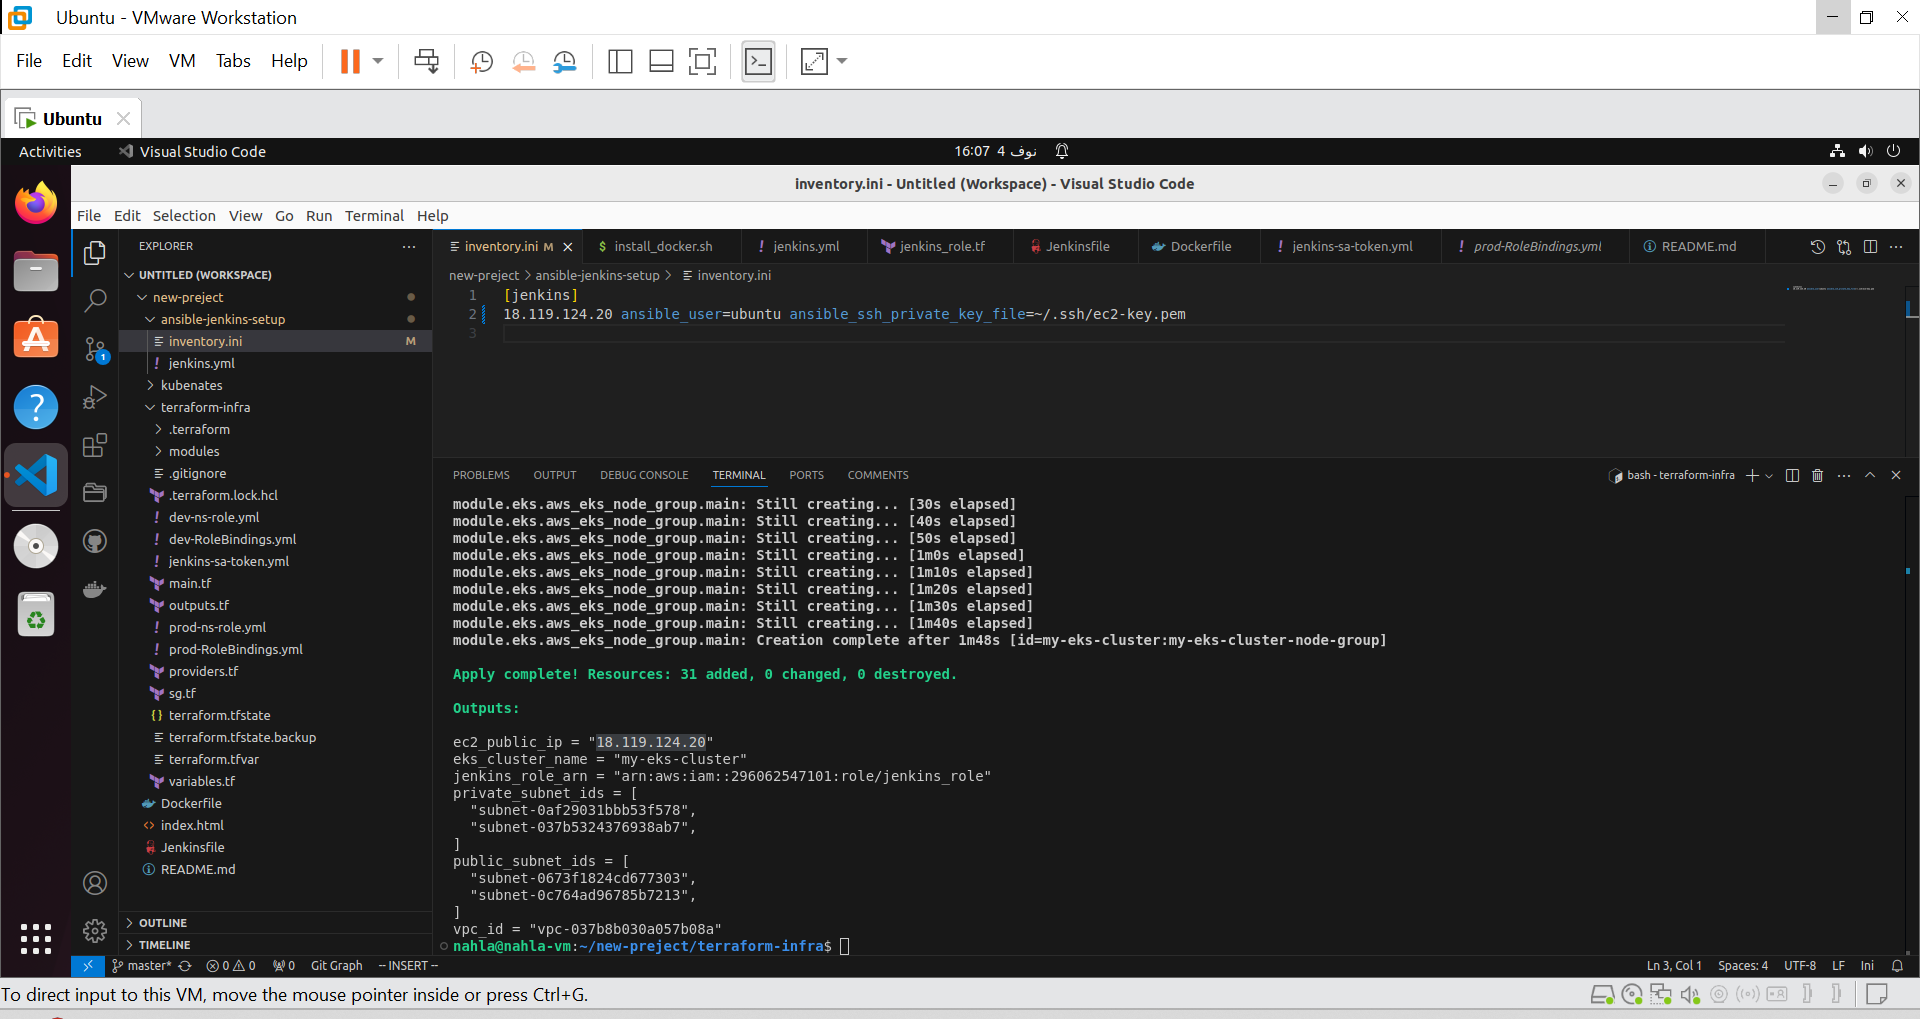 Ubuntu - VMware Workstation
File Edit View VM Tabs Help
Ubuntu
Activities Visual Studio Code 16:07 4 نوف
inventory.ini - Untitled (Workspace) - Visual Studio Code
File Edit Selection View Go Run Terminal Help
EXPLORER
UNTITLED (WORKSPACE)
new-preject
ansible-jenkins-setup
inventory.ini M
jenkins.yml
kubenates
terraform-infra
.terraform
modules
.gitignore
.terraform.lock.hcl
dev-ns-role.yml
dev-RoleBindings.yml
jenkins-sa-token.yml
main.tf
outputs.tf
prod-ns-role.yml
prod-RoleBindings.yml
providers.tf
sg.tf
terraform.tfstate
terraform.tfstate.backup
terraform.tfvar
variables.tf
Dockerfile
index.html
Jenkinsfile
README.md
OUTLINE
TIMELINE
1
inventory.ini M install_docker.sh jenkins.yml jenkins_role.tf Jenkinsfile Dockerfile jenkins-sa-token.yml prod-RoleBindings.yml README.md
new-preject > ansible-jenkins-setup > inventory.ini
1 [jenkins]
2 18.119.124.20 ansible_user=ubuntu ansible_ssh_private_key_file=~/.ssh/ec2-key.pem
3
PROBLEMS OUTPUT DEBUG CONSOLE TERMINAL PORTS COMMENTS bash - terraform-infra
module.eks.aws_eks_node_group.main: Still creating... [30s elapsed]
module.eks.aws_eks_node_group.main: Still creating... [40s elapsed]
module.eks.aws_eks_node_group.main: Still creating... [50s elapsed]
module.eks.aws_eks_node_group.main: Still creating... [1m0s elapsed]
module.eks.aws_eks_node_group.main: Still creating... [1m10s elapsed]
module.eks.aws_eks_node_group.main: Still creating... [1m20s elapsed]
module.eks.aws_eks_node_group.main: Still creating... [1m30s elapsed]
module.eks.aws_eks_node_group.main: Still creating... [1m40s elapsed]
module.eks.aws_eks_node_group.main: Creation complete after 1m48s [id=my-eks-cluster:my-eks-cluster-node-group]
Apply complete! Resources: 31 added, 0 changed, 0 destroyed.
Outputs:
ec2_public_ip = "18.119.124.20"
eks_cluster_name = "my-eks-cluster"
jenkins_role_arn = "arn:aws:iam::296062547101:role/jenkins_role"
private_subnet_ids = [
"subnet-0af29031bbb53f578",
"subnet-037b5324376938ab7",
]
public_subnet_ids = [
"subnet-0673f1824cd677303",
"subnet-0c764ad96785b7213",
]
vpc_id = "vpc-037b8b030a057b08a"
nahla@nahla-vm:~/new-preject/terraform-infra$
master* 0 0 0 Git Graph -- INSERT -- Ln 3, Col 1 Spaces: 4 UTF-8 LF Ini
To direct input to this VM, move the mouse pointer inside or press Ctrl+G.